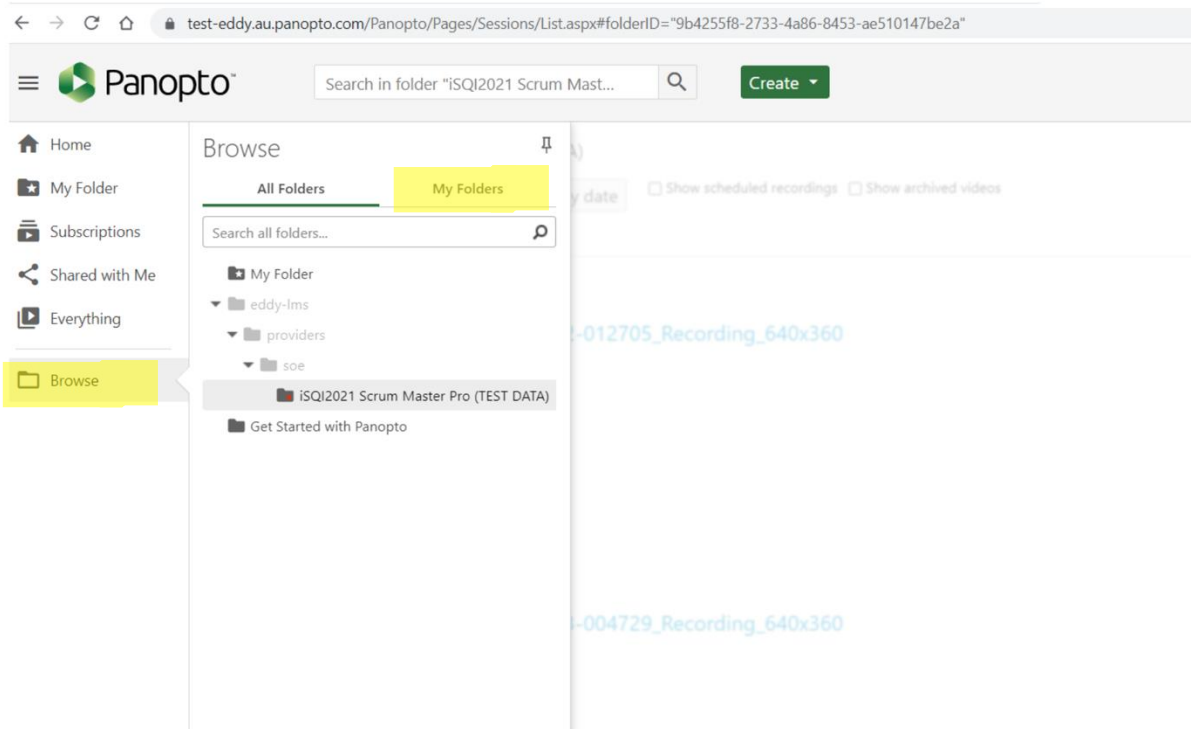 test-eddy.au.panopto.com/Panopto/Pages/Sessions/List.aspx#folderID="9b4255f8-2733-4a86-8453-ae510147be2a"
Panopto
Search in folder "iSQI2021 Scrum Mast...
Create
Home
My Folder
Subscriptions
Shared with Me
Everything
Browse
Browse
All Folders
My Folders
Search all folders...
My Folder
eddy-lms
providers
soe
iSQI2021 Scrum Master Pro (TEST DATA)
Get Started with Panopto
A)
y date
Show scheduled recordings
Show archived videos
-012705_Recording_640x360
-004729_Recording_640x360